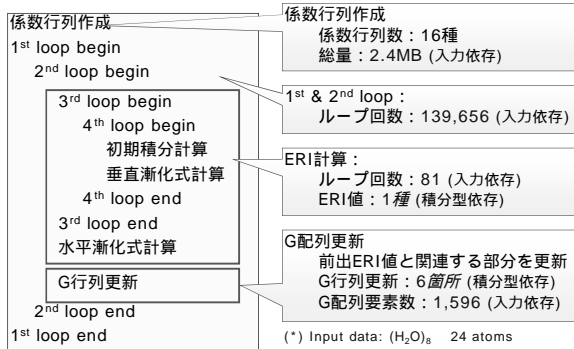 係数行列作成
1st loop begin
2nd loop begin
3rd loop begin
4th loop begin
初期積分計算
垂直漸化式計算
4th loop end
3rd loop end
水平漸化式計算
G行列更新
2nd loop end
1st loop end
係数行列作成
係数行列作成：16種
総量：2.4MB (入力依存)
1st & 2nd loop：
ループ回数：139,656 (入力依存)
ERI計算：
ループ回数：81 (入力依存)
ERI値：1種 (積分型依存)
G配列更新
前出ERI値と関連する部分を更新
G行列更新：6箇所 (積分型依存)
G配列要素数：1,596 (入力依存)
(*) Input data: (H2O)8 24 atoms